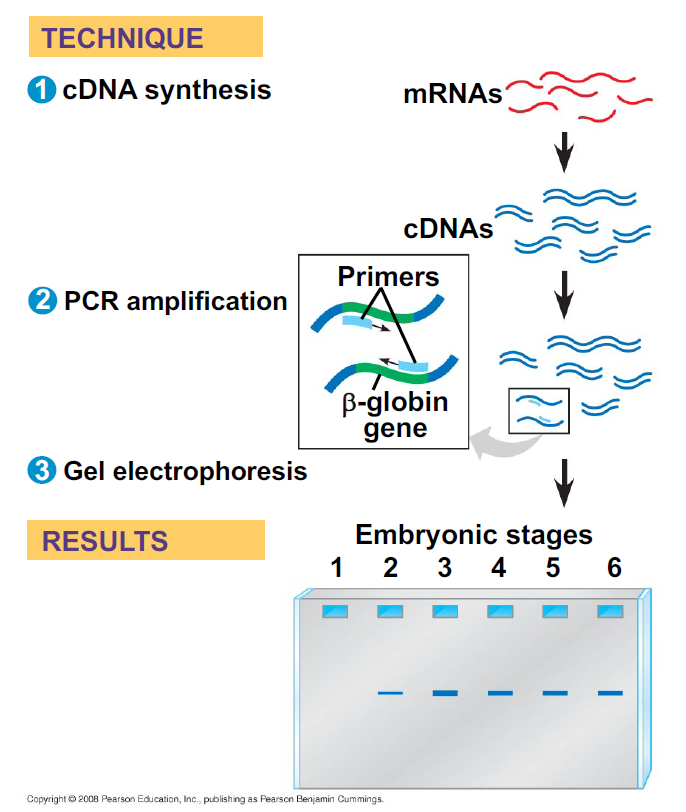 TECHNIQUE
1 cDNA synthesis
mRNAs
cDNAs
Primers
2 PCR amplification
β-globin
gene
3 Gel electrophoresis
RESULTS
Embryonic stages
1 2 3 4 5 6
Copyright © 2008 Pearson Education, Inc., publishing as Pearson Benjamin Cummings.